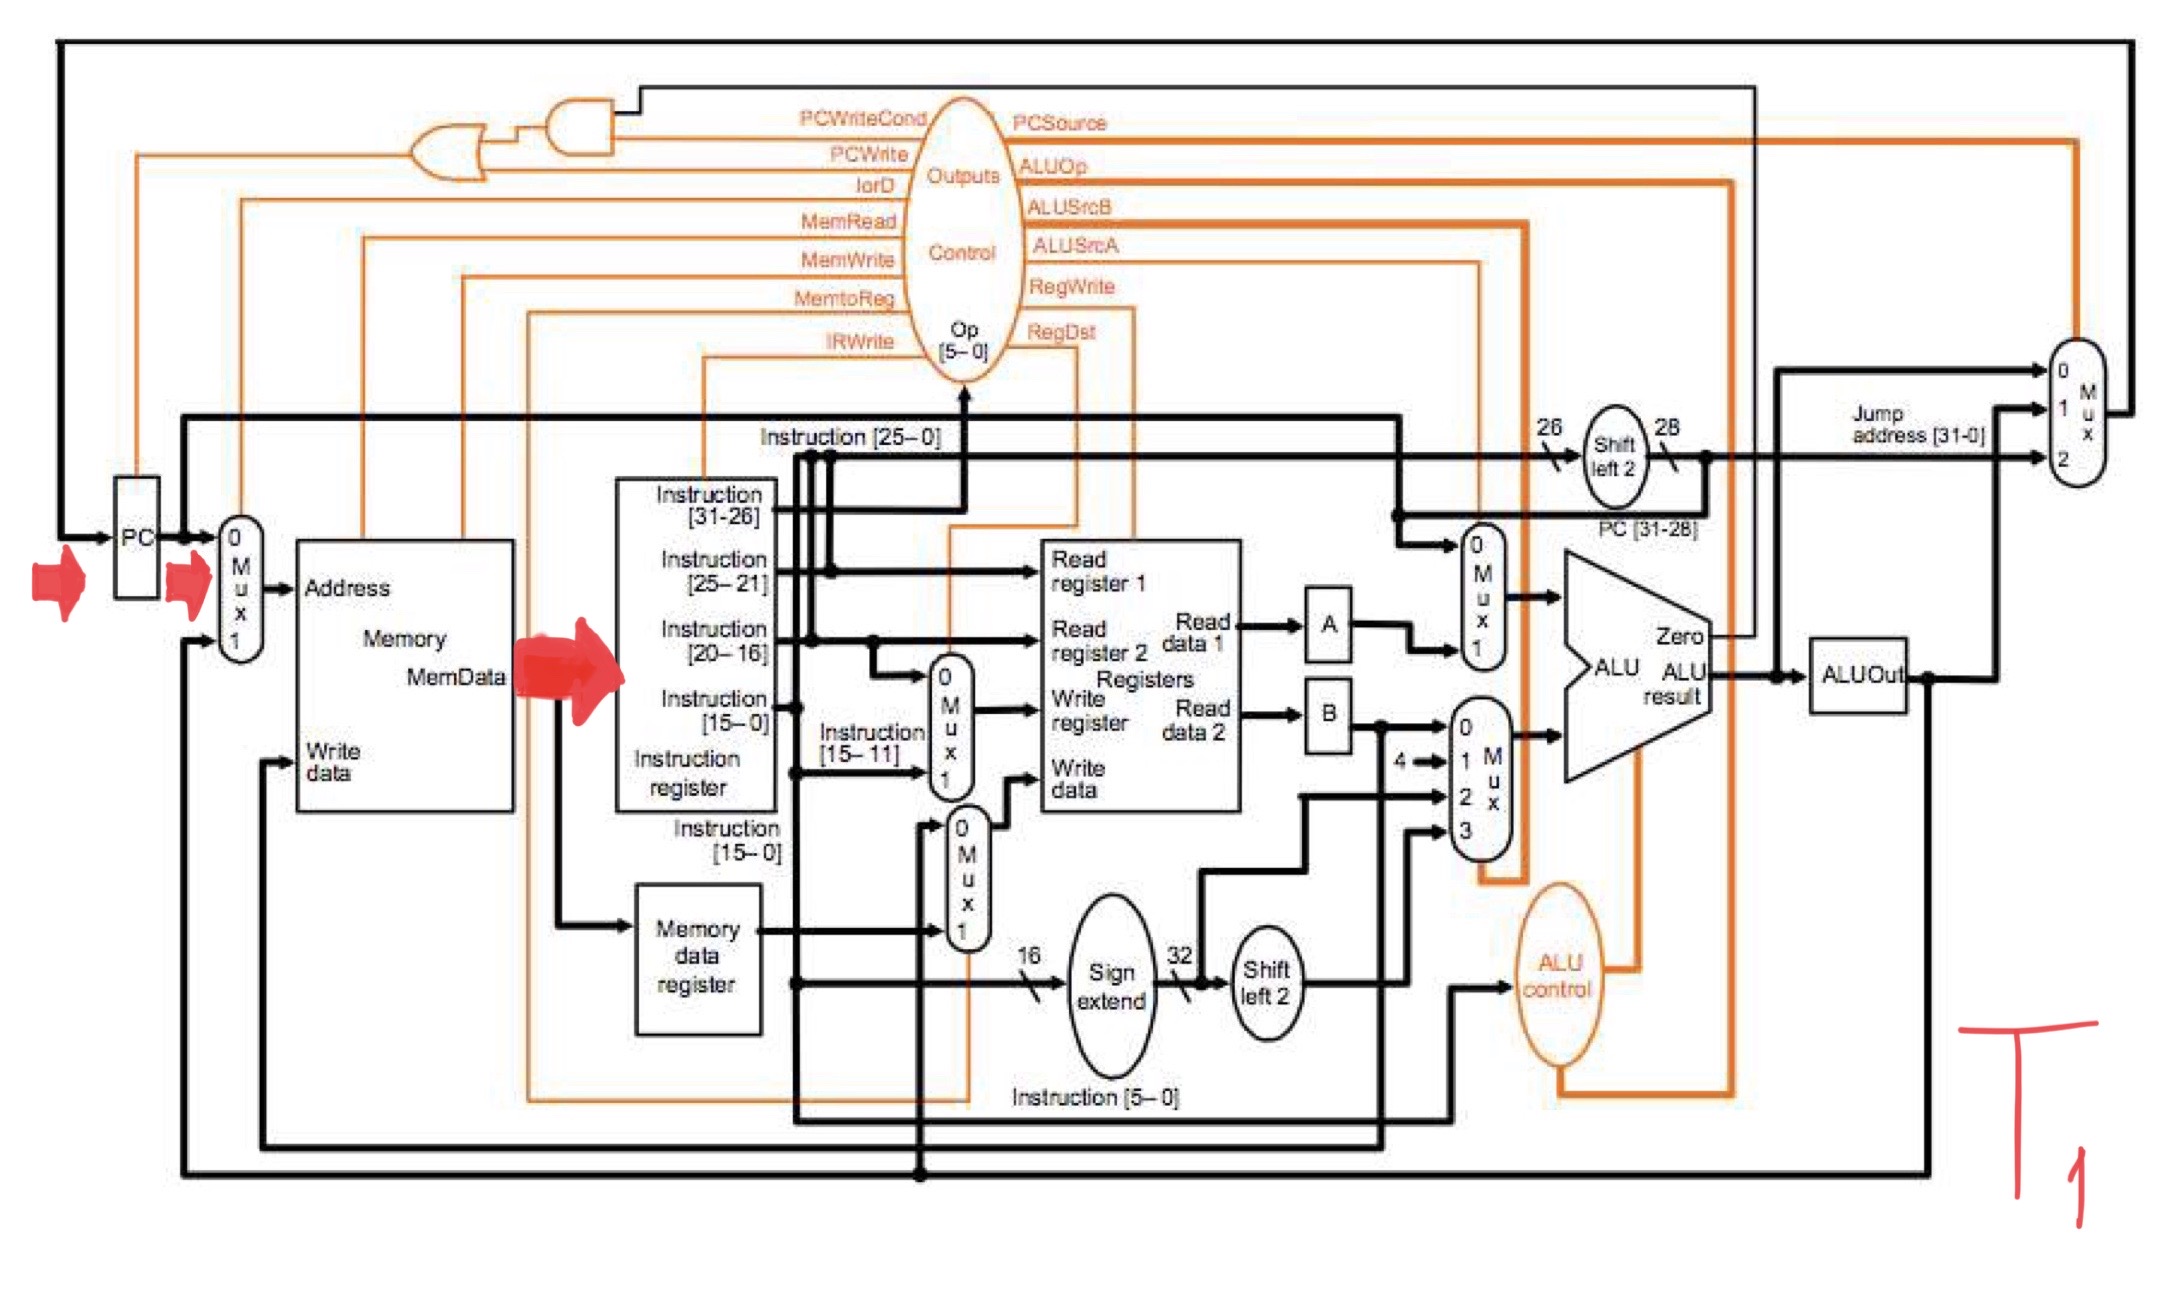 PCWriteCond
PCSource
PCWrite
ALUOp
Outputs
IorD
ALUSrcB
MemRead
ALUSrcA
Control
MemWrite
RegWrite
MemtoReg
Op
[5–0]
RegDst
IRWrite
0
1
2
M
u
x
Jump
address [31-0]
26
Shift
left 2
28
Instruction [25–0]
PC [31-28]
PC
0
M
u
x
1
Address
Memory
MemData
Write
data
Instruction
[31-26]
Instruction
[25–21]
Instruction
[20–16]
Instruction
[15–0]
Instruction
register
Instruction
[15–0]
Instruction
[15–11]
0
M
u
x
1
Read
register 1
Read
register 2
Registers
Write
register
Write
data
Read
data 1
Read
data 2
A
B
0
M
u
x
1
4
0
1
2
3
M
u
x
Zero
ALU
ALU
result
ALUOut
0
M
u
x
1
Memory
data
register
16
Sign
extend
32
Shift
left 2
ALU
control
Instruction [5–0]
T1